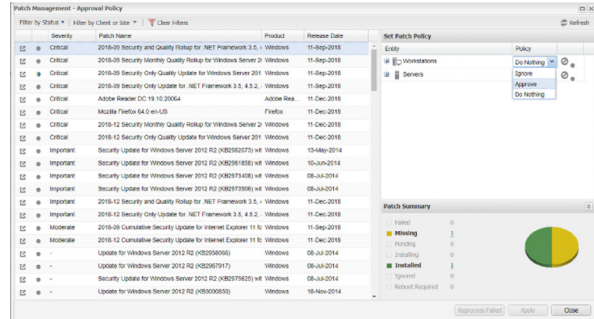 Patch Management - Approval Policy
Filter by Status Filter by Client or Site Clear Filters Refresh
Severity Patch Name Product Release Date
Critical 2018-09 Security and Quality Rollup for .NET Framework 3.5, 4 Windows 11-Sep-2018
Critical 2018-09 Security Monthly Quality Rollup for Windows Server 2 Windows 11-Sep-2018
Critical 2018-09 Security Only Quality Update for Windows Server 201 Windows 11-Sep-2018
Critical 2018-09 Security Only Update for .NET Framework 3.5, 4.5.2, Windows 11-Sep-2018
Critical Adobe Reader DC 19.10.20064 Adobe Rea... 11-Dec-2018
Critical Mozilla Firefox 64.0 en-US Firefox 11-Dec-2018
Critical 2018-12 Security Monthly Quality Rollup for Windows Server 2 Windows 11-Dec-2018
Critical 2018-12 Security Only Quality Update for Windows Server 201 Windows 11-Dec-2018
Important Security Update for Windows Server 2012 R2 (KB2962073) wit Windows 13-May-2014
Important Security Update for Windows Server 2012 R2 (KB2961858) wit Windows 10-Jun-2014
Important Security Update for Windows Server 2012 R2 (KB2973408) wit Windows 08-Jul-2014
Important Security Update for Windows Server 2012 R2 (KB2973906) wit Windows 08-Jul-2014
Important 2018-12 Security and Quality Rollup for .NET Framework 3.5, 4 Windows 11-Dec-2018
Important 2018-12 Security Only Update for .NET Framework 3.5, 4.5.2, Windows 11-Dec-2018
Moderate 2018-09 Cumulative Security Update for Internet Explorer 11 fo Windows 11-Sep-2018
Moderate 2018-12 Cumulative Security Update for Internet Explorer 11 fo Windows 11-Dec-2018
- Update for Windows Server 2012 R2 (KB2938066) Windows 08-Jul-2014
- Update for Windows Server 2012 R2 (KB2967917) Windows 08-Jul-2014
- Security Update for Windows Server 2012 R2 (KB2975625) wit Windows 08-Jul-2014
- Update for Windows Server 2012 R2 (KB3000850) Windows 18-Nov-2014
Set Patch Policy
Entity Policy
Workstations Do Nothing
Servers
Ignore
Approve
Do Nothing
Patch Summary
Failed 0
Missing 1
Pending 0
Installing 0
Installed 1
Ignored 0
Reboot Required 0
Reprocess Failed Apply Close